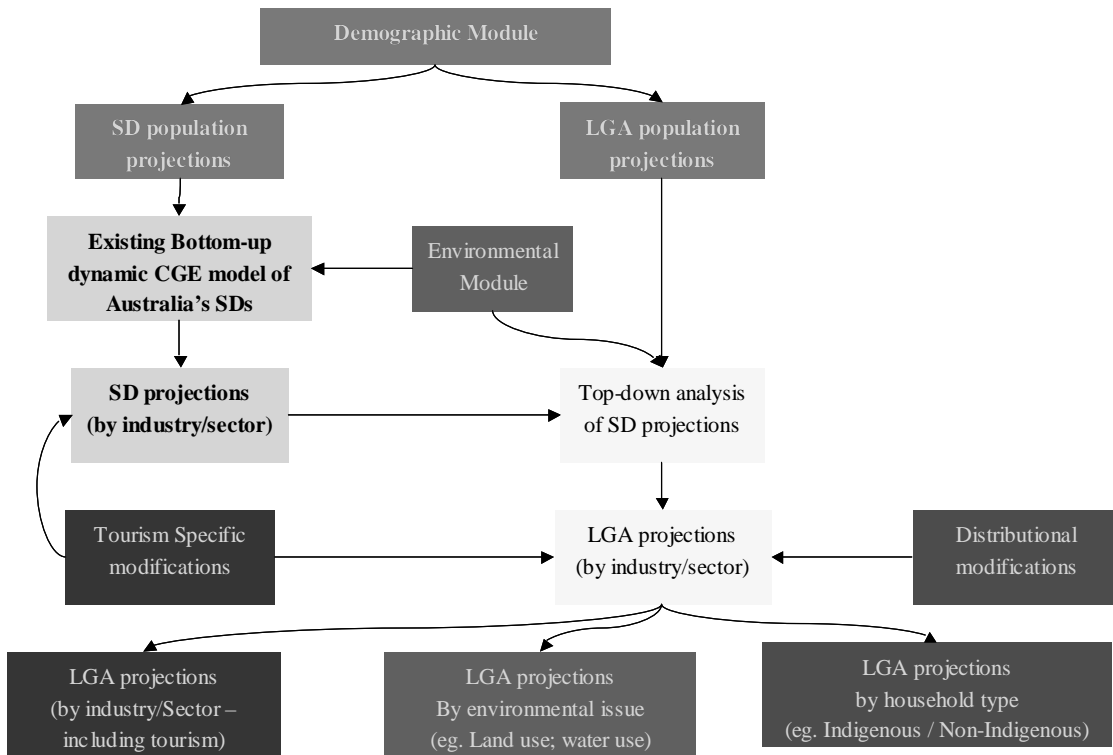 Demographic Module
SD population
projections
LGA population
projections
Existing Bottom-up
dynamic CGE model of
Australia’s SDs
Environmental
Module
SD projections
(by industry/sector)
Top-down analysis
of SD projections
Tourism Specific
modifications
LGA projections
(by industry/sector)
Distributional
modifications
LGA projections
(by industry/Sector –
including tourism)
LGA projections
By environmental issue
(eg. Land use; water use)
LGA projections
by household type
(eg. Indigenous / Non-Indigenous)